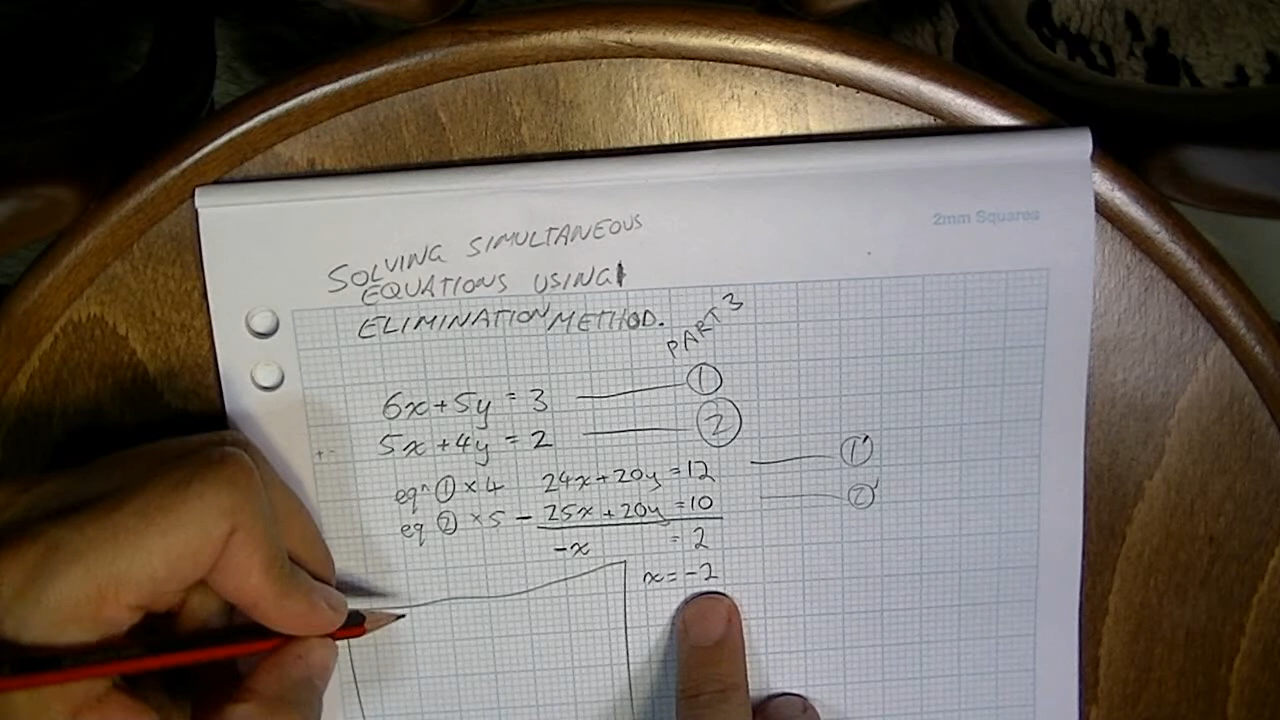 2mm Squares
SOLVING SIMULTANEOUS
EQUATIONS USING
ELIMINATION METHOD.
PART 3
6x+5y = 3 ——— ①
5x+4y = 2 ——— ②
eqⁿ ① × 4 24x+20y = 12 ——— ①'
eq ② × 5 − 25x+20y = 10 ——— ②'
-x = 2
x = -2